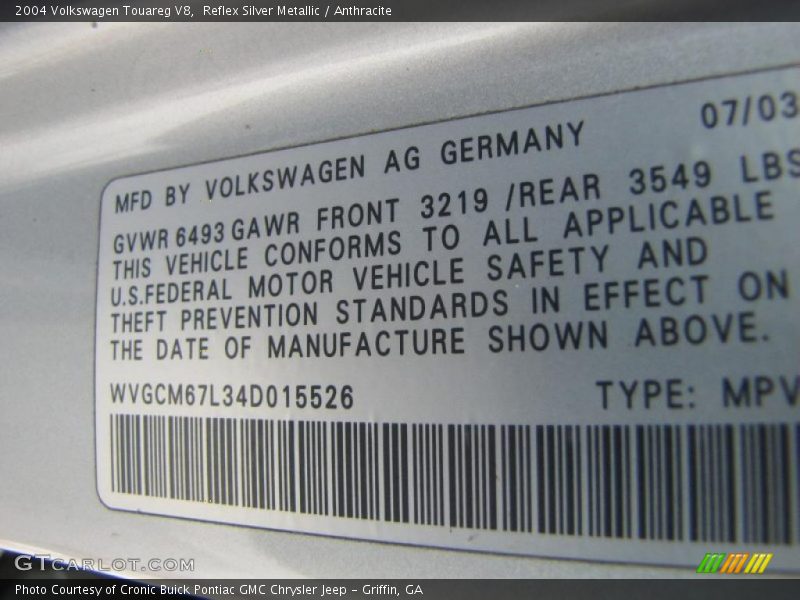 2004 Volkswagen Touareg V8, Reflex Silver Metallic / Anthracite
07/03
MFD BY VOLKSWAGEN AG GERMANY
GVWR 6493 GAWR FRONT 3219 /REAR 3549 LBS
THIS VEHICLE CONFORMS TO ALL APPLICABLE
U.S.FEDERAL MOTOR VEHICLE SAFETY AND
THEFT PREVENTION STANDARDS IN EFFECT ON
THE DATE OF MANUFACTURE SHOWN ABOVE.
WVGCM67L34D015526 TYPE: MPV
GTCARLOT.COM
Photo Courtesy of Cronic Buick Pontiac GMC Chrysler Jeep - Griffin, GA